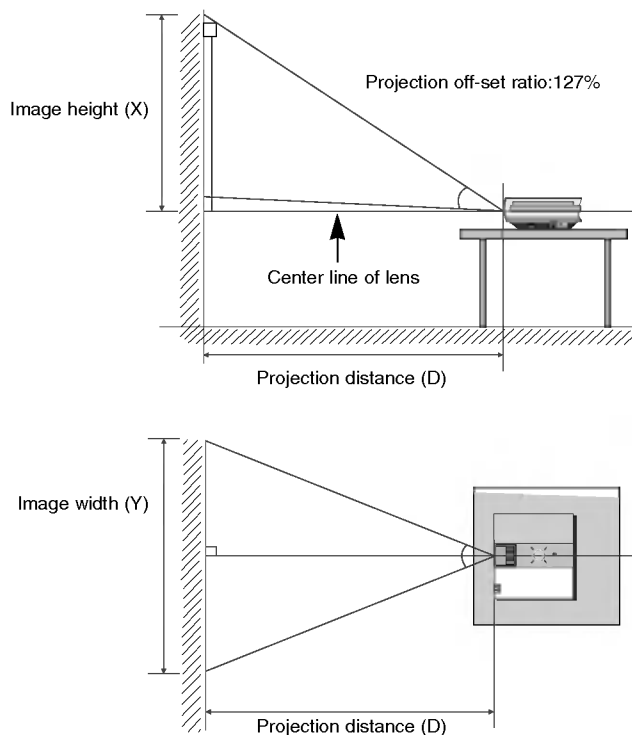 Projection off-set ratio:127%
Image height (X)
Center line of lens
Projection distance (D)
Image width (Y)
Projection distance (D)